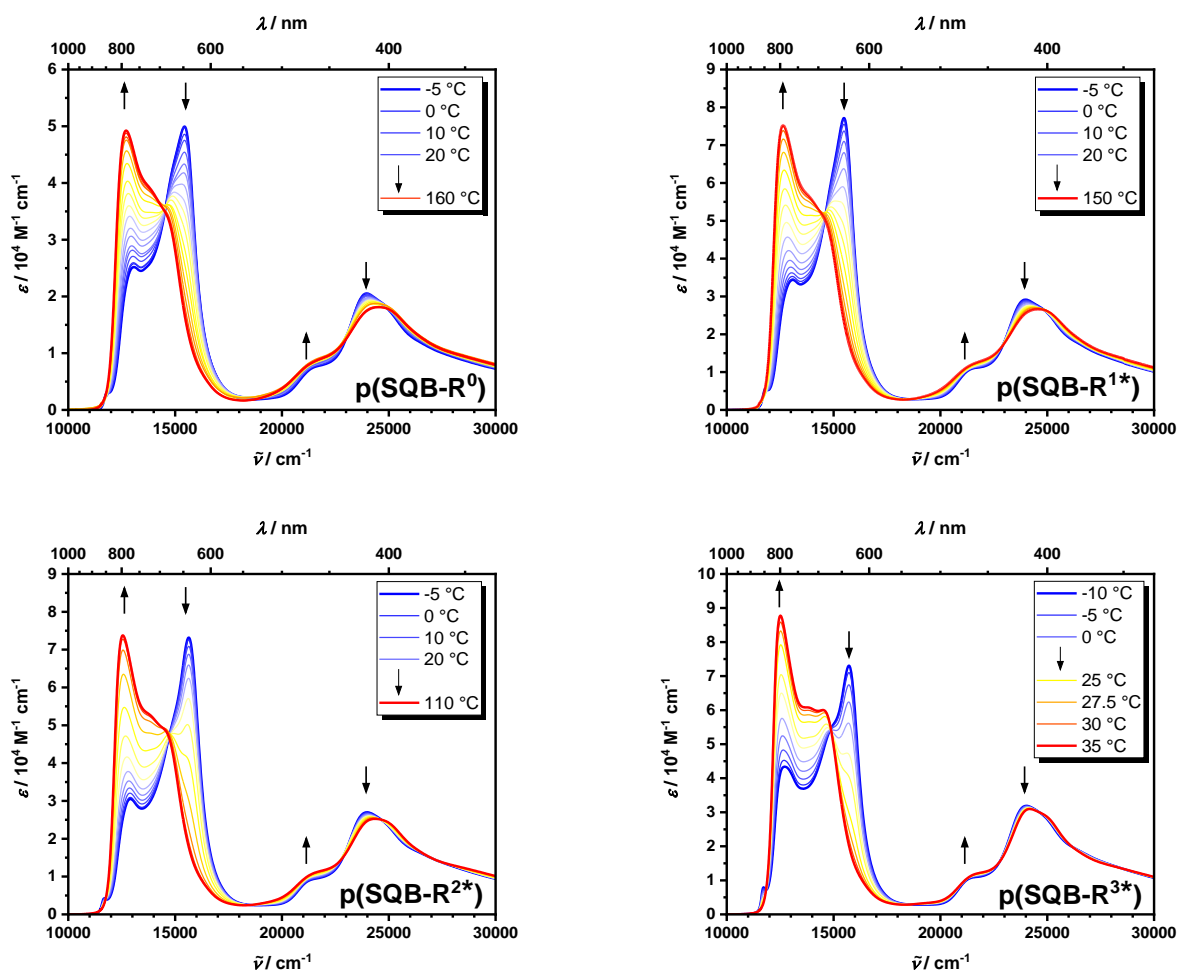 λ / nm
1000 800 600 400
6
5
4
3
2
1
0
ε / 10⁴ M⁻¹ cm⁻¹
-5 °C
0 °C
10 °C
20 °C
160 °C
p(SQB-R⁰)
10000 15000 20000 25000 30000
ṽ / cm⁻¹
λ / nm
1000 800 600 400
9
8
7
6
5
4
3
2
1
0
ε / 10⁴ M⁻¹ cm⁻¹
-5 °C
0 °C
10 °C
20 °C
150 °C
p(SQB-R¹*)
10000 15000 20000 25000 30000
ṽ / cm⁻¹
λ / nm
1000 800 600 400
9
8
7
6
5
4
3
2
1
0
ε / 10⁴ M⁻¹ cm⁻¹
-5 °C
0 °C
10 °C
20 °C
110 °C
p(SQB-R²*)
10000 15000 20000 25000 30000
ṽ / cm⁻¹
λ / nm
1000 800 600 400
10
9
8
7
6
5
4
3
2
1
0
ε / 10⁴ M⁻¹ cm⁻¹
-10 °C
-5 °C
0 °C
25 °C
27.5 °C
30 °C
35 °C
p(SQB-R³*)
10000 15000 20000 25000 30000
ṽ / cm⁻¹